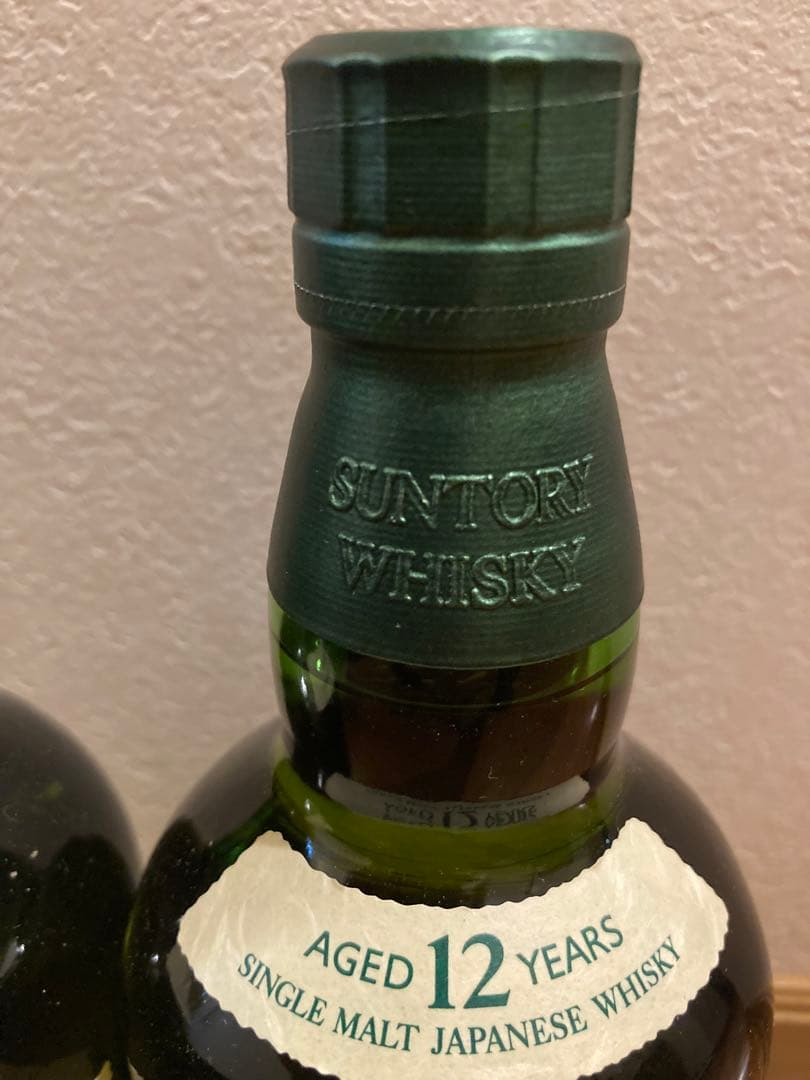 SUNTORY
WHISKY
AGED 12 YEARS
SINGLE MALT JAPANESE WHISKY